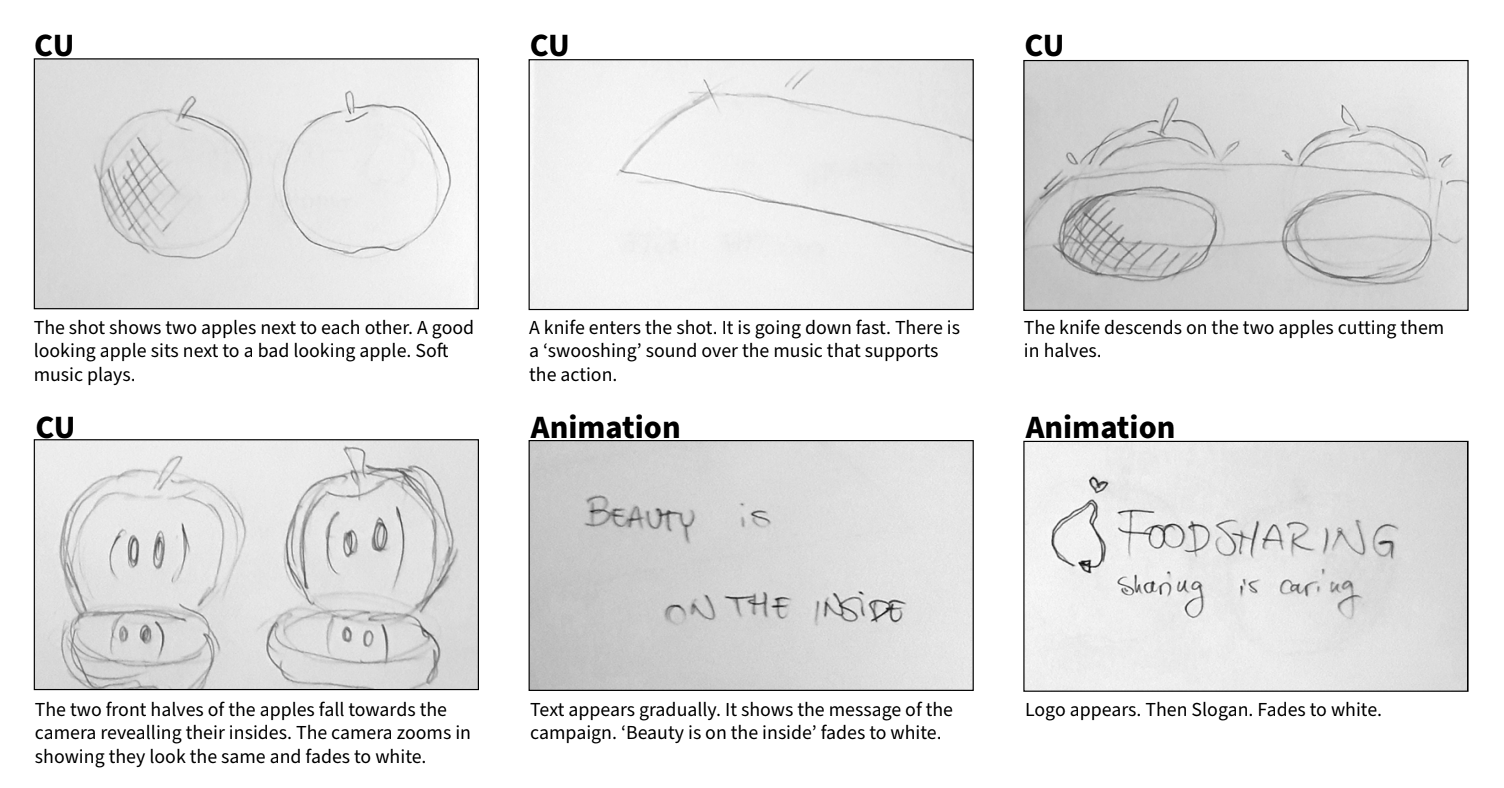 CU
CU
CU
The shot shows two apples next to each other. A good
looking apple sits next to a bad looking apple. Soft
music plays.
A knife enters the shot. It is going down fast. There is
a ‘swooshing’ sound over the music that supports
the action.
The knife descends on the two apples cutting them
in halves.
CU
Animation
Animation
BEAUTY is
ON THE INSIDE
FOODSHARING
sharing is caring
The two front halves of the apples fall towards the
camera revealling their insides. The camera zooms in
showing they look the same and fades to white.
Text appears gradually. It shows the message of the
campaign. ‘Beauty is on the inside’ fades to white.
Logo appears. Then Slogan. Fades to white.